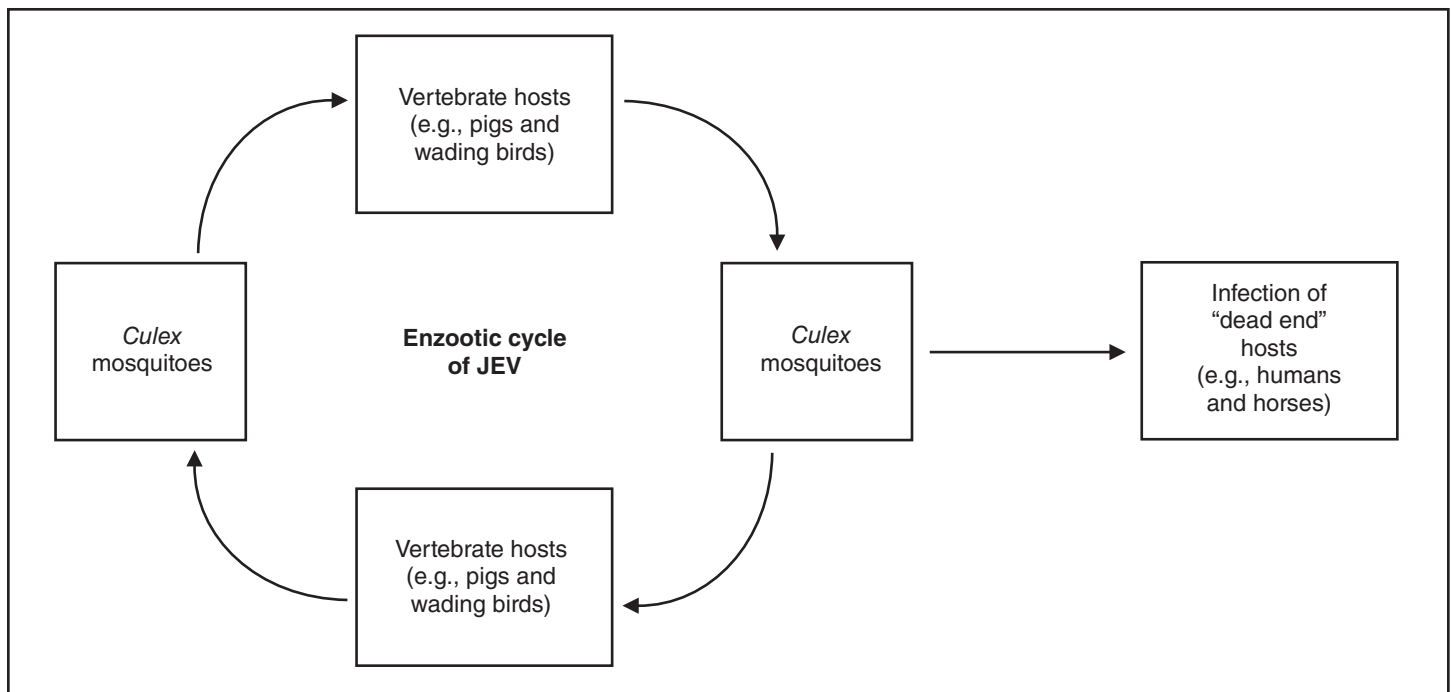 Vertebrate hosts
(e.g., pigs and
wading birds)
Culex
mosquitoes
Enzootic cycle
of JEV
Culex
mosquitoes
Infection of
“dead end”
hosts
(e.g., humans
and horses)
Vertebrate hosts
(e.g., pigs and
wading birds)